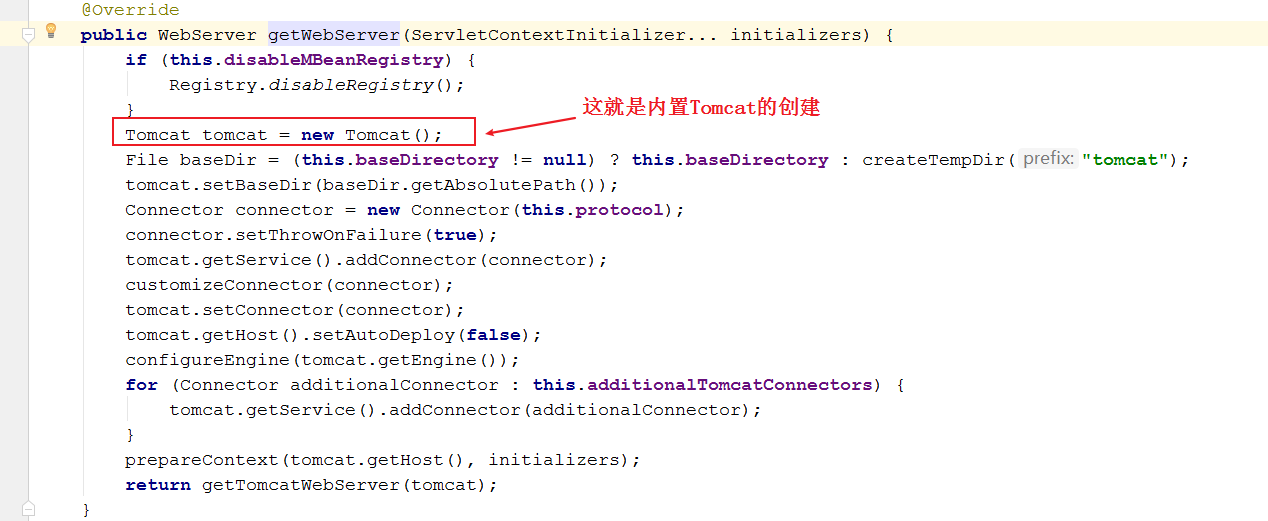 @Override
public WebServer getWebServer(ServletContextInitializer... initializers) {
if (this.disableMBeanRegistry) {
Registry.disableRegistry();
}
这就是内置Tomcat的创建
Tomcat tomcat = new Tomcat();
File baseDir = (this.baseDirectory != null) ? this.baseDirectory : createTempDir( prefix: "tomcat");
tomcat.setBaseDir(baseDir.getAbsolutePath());
Connector connector = new Connector(this.protocol);
connector.setThrowOnFailure(true);
tomcat.getService().addConnector(connector);
customizeConnector(connector);
tomcat.setConnector(connector);
tomcat.getHost().setAutoDeploy(false);
configureEngine(tomcat.getEngine());
for (Connector additionalConnector : this.additionalTomcatConnectors) {
tomcat.getService().addConnector(additionalConnector);
}
prepareContext(tomcat.getHost(), initializers);
return getTomcatWebServer(tomcat);
}